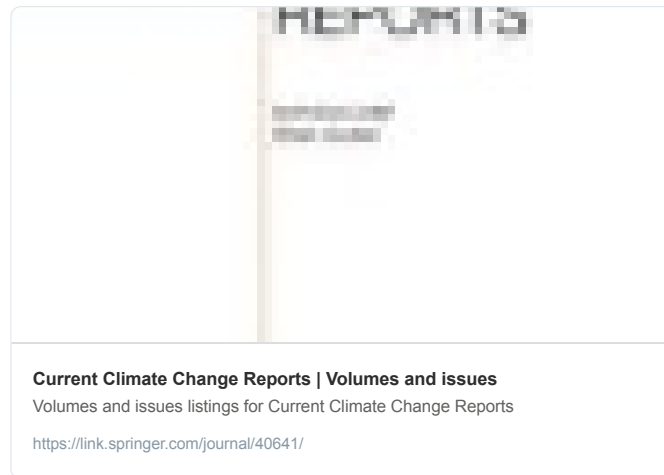 REPORTS
Current Climate Change Reports | Volumes and issues
Volumes and issues listings for Current Climate Change Reports
https://link.springer.com/journal/40641/